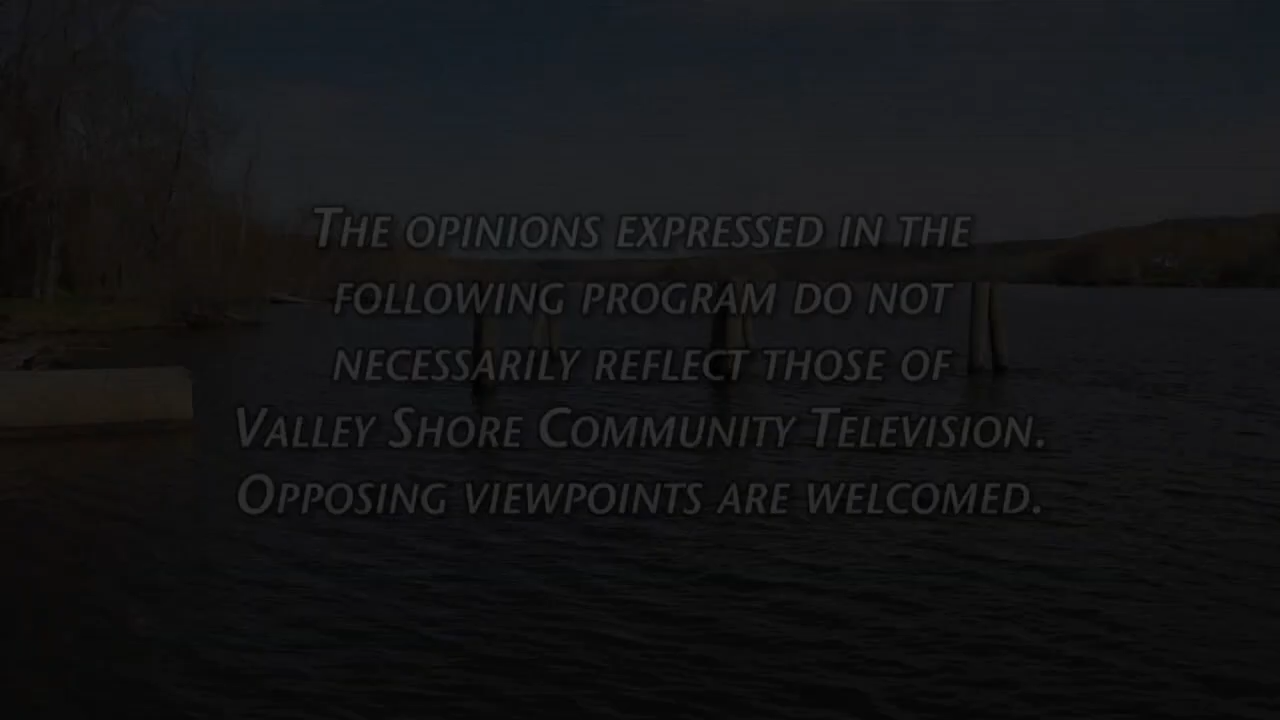 The opinions expressed in the
following program do not
necessarily reflect those of
Valley Shore Community Television.
Opposing viewpoints are welcomed.